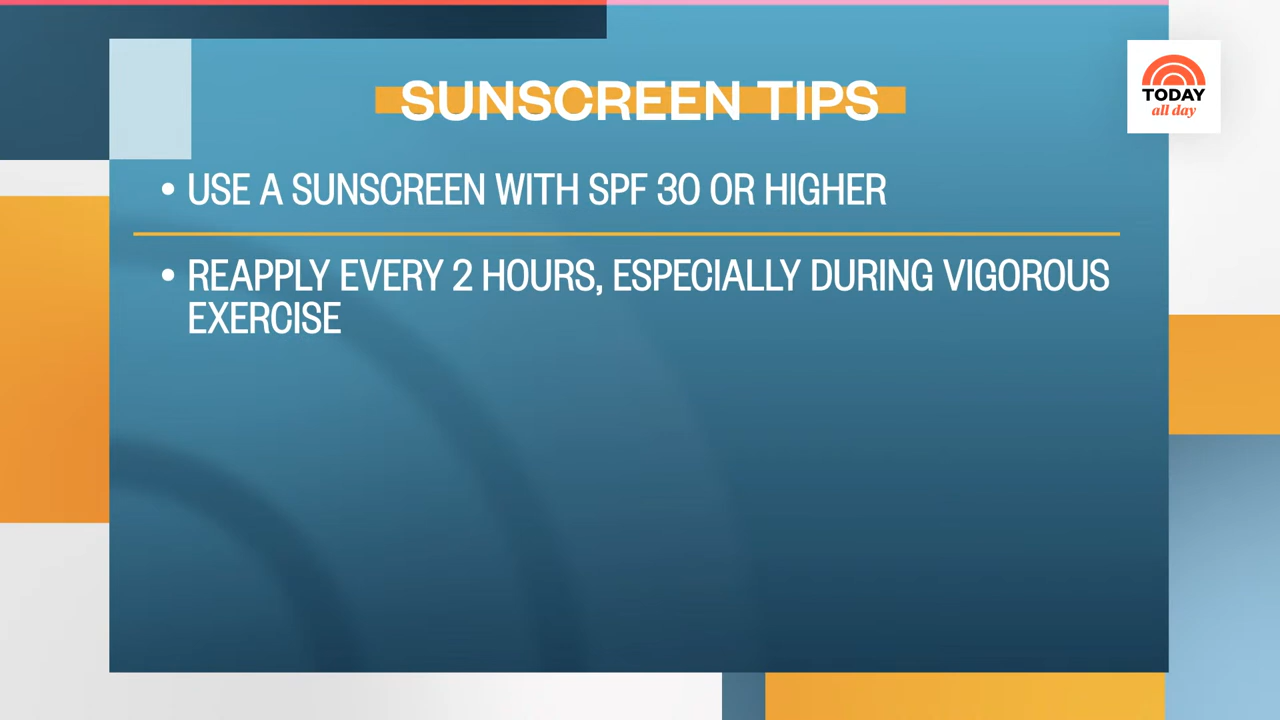 SUNSCREEN TIPS
TODAY
all day
• USE A SUNSCREEN WITH SPF 30 OR HIGHER
• REAPPLY EVERY 2 HOURS, ESPECIALLY DURING VIGOROUS
EXERCISE